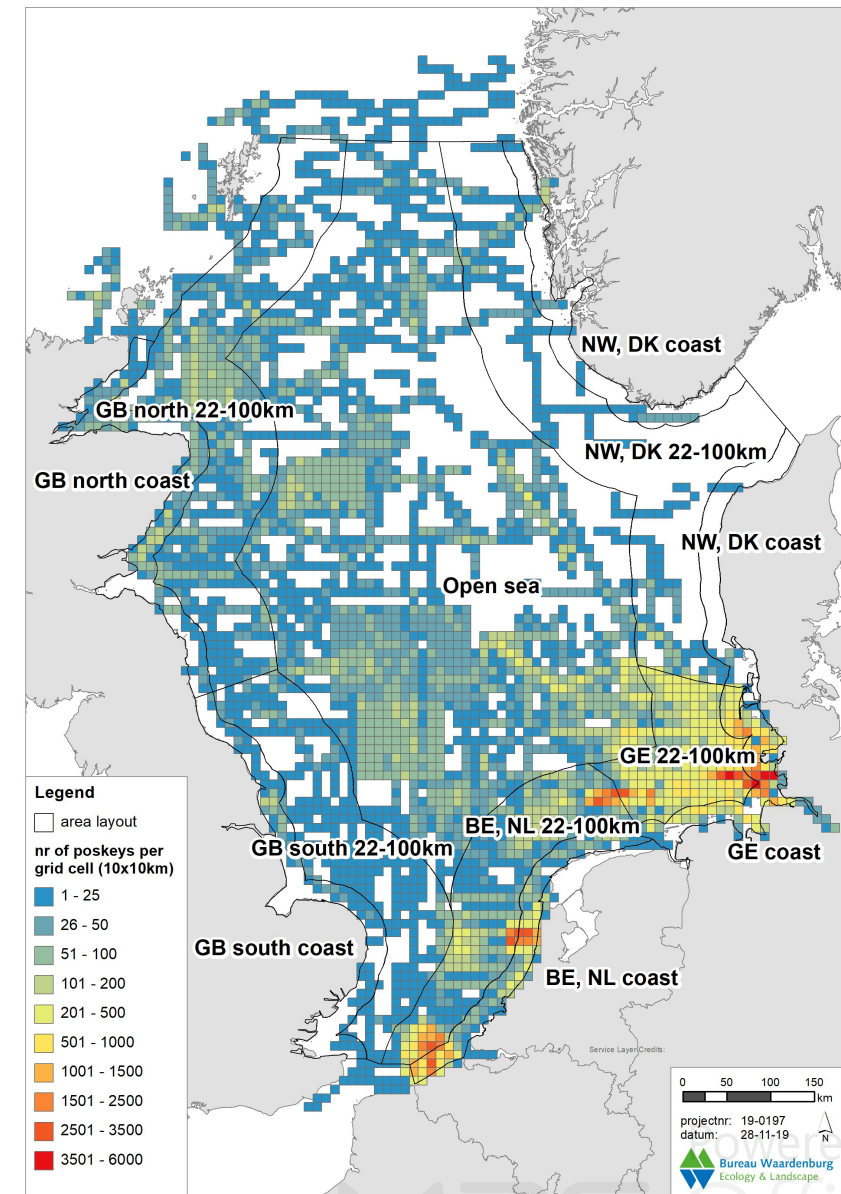 NW, DK coast
GB north 22-100km
NW, DK 22-100km
GB north coast
NW, DK coast
Open sea
GE 22-100km
BE, NL 22-100km
GB south 22-100km
GE coast
GB south coast
BE, NL coast
Legend
area layout
nr of poskeys per
grid cell (10x10km)
1 - 25
26 - 50
51 - 100
101 - 200
201 - 500
501 - 1000
1001 - 1500
1501 - 2500
2501 - 3500
3501 - 6000
Service Layer Credits:
0 50 100 150
km
projectnr: 19-0197
datum: 28-11-19
N
Bureau Waardenburg
Ecology & Landscape